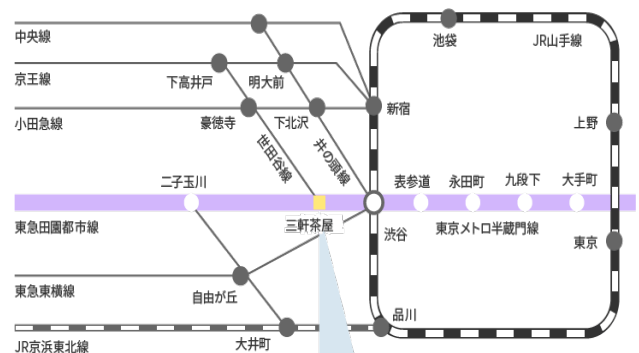 中央線
池袋
JR山手線
京王線
下高井戸
明大前
小田急線
豪徳寺
下北沢
新宿
上野
世田谷線
井の頭線
二子玉川
表参道
永田町
九段下
大手町
東急田園都市線
三軒茶屋
渋谷
東京メトロ半蔵門線
東京
東急東横線
自由が丘
品川
JR京浜東北線
大井町